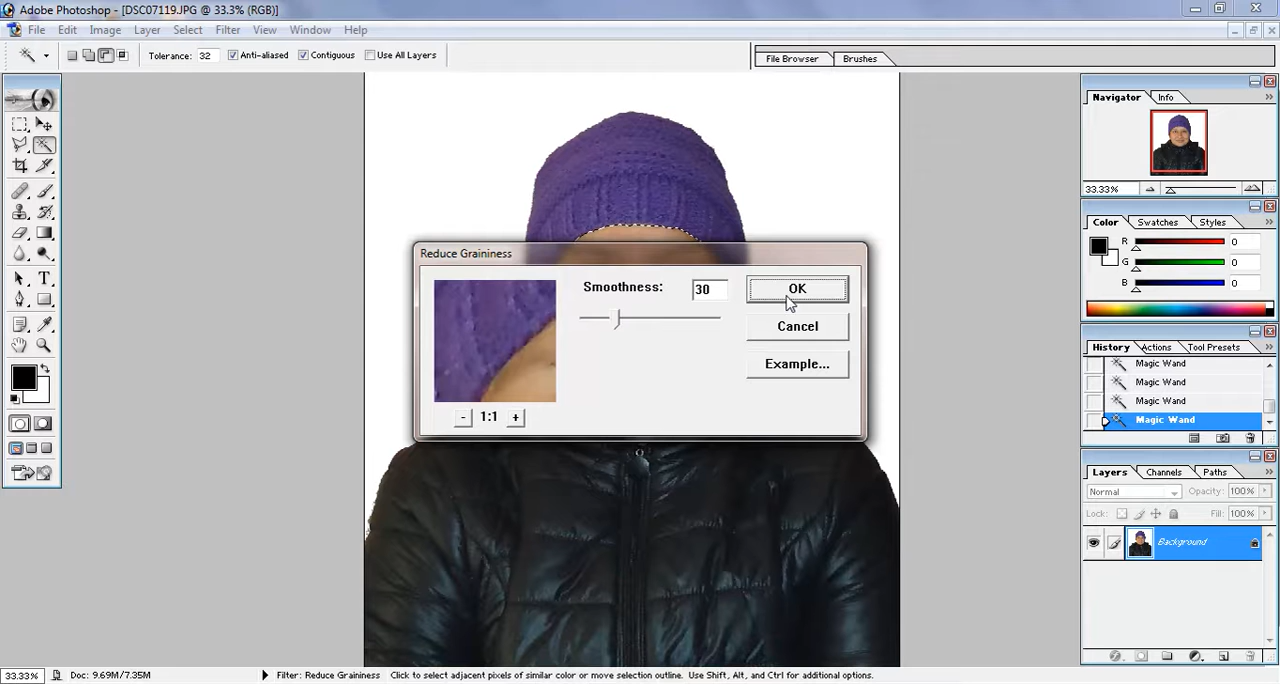 Adobe Photoshop - [DSC07119.JPG @ 33.3% (RGB)]
File Edit Image Layer Select Filter View Window Help
Tolerance: 32 Anti-aliased Contiguous Use All Layers
File Browser Brushes
Navigator Info
33.33%
Color Swatches Styles
R 0
G 0
B 0
History Actions Tool Presets
Magic Wand
Magic Wand
Magic Wand
Magic Wand
Layers Channels Paths
Normal Opacity: 100%
Lock: Fill: 100%
Background
Reduce Graininess
Smoothness: 30
OK
Cancel
Example...
- 1:1 +
T
33.33% Doc: 9.69M/7.35M Filter: Reduce Graininess Click to select adjacent pixels of similar color or move selection outline. Use Shift, Alt, and Ctrl for additional options.